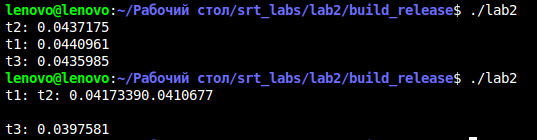 lenovo@lenovo:~/Рабочий стол/srt_labs/lab2/build_release$ ./lab2
t2: 0.0437175
t1: 0.0440961
t3: 0.0435985
lenovo@lenovo:~/Рабочий стол/srt_labs/lab2/build_release$ ./lab2
t1: t2: 0.04173390.0410677

t3: 0.0397581